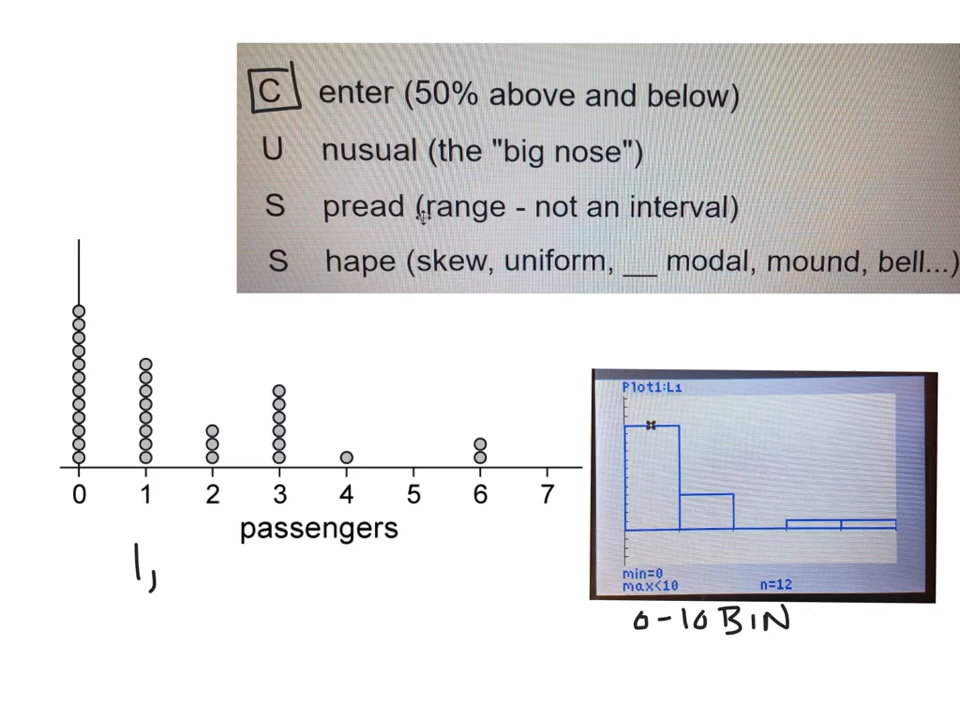 C enter (50% above and below)
U nusual (the "big nose")
S pread (range - not an interval)
S hape (skew, uniform, __ modal, mound, bell...)
0 1 2 3 4 5 6 7
passengers
1,
Plot1:L1
min=0
max<10 n=12
0-10 BIN